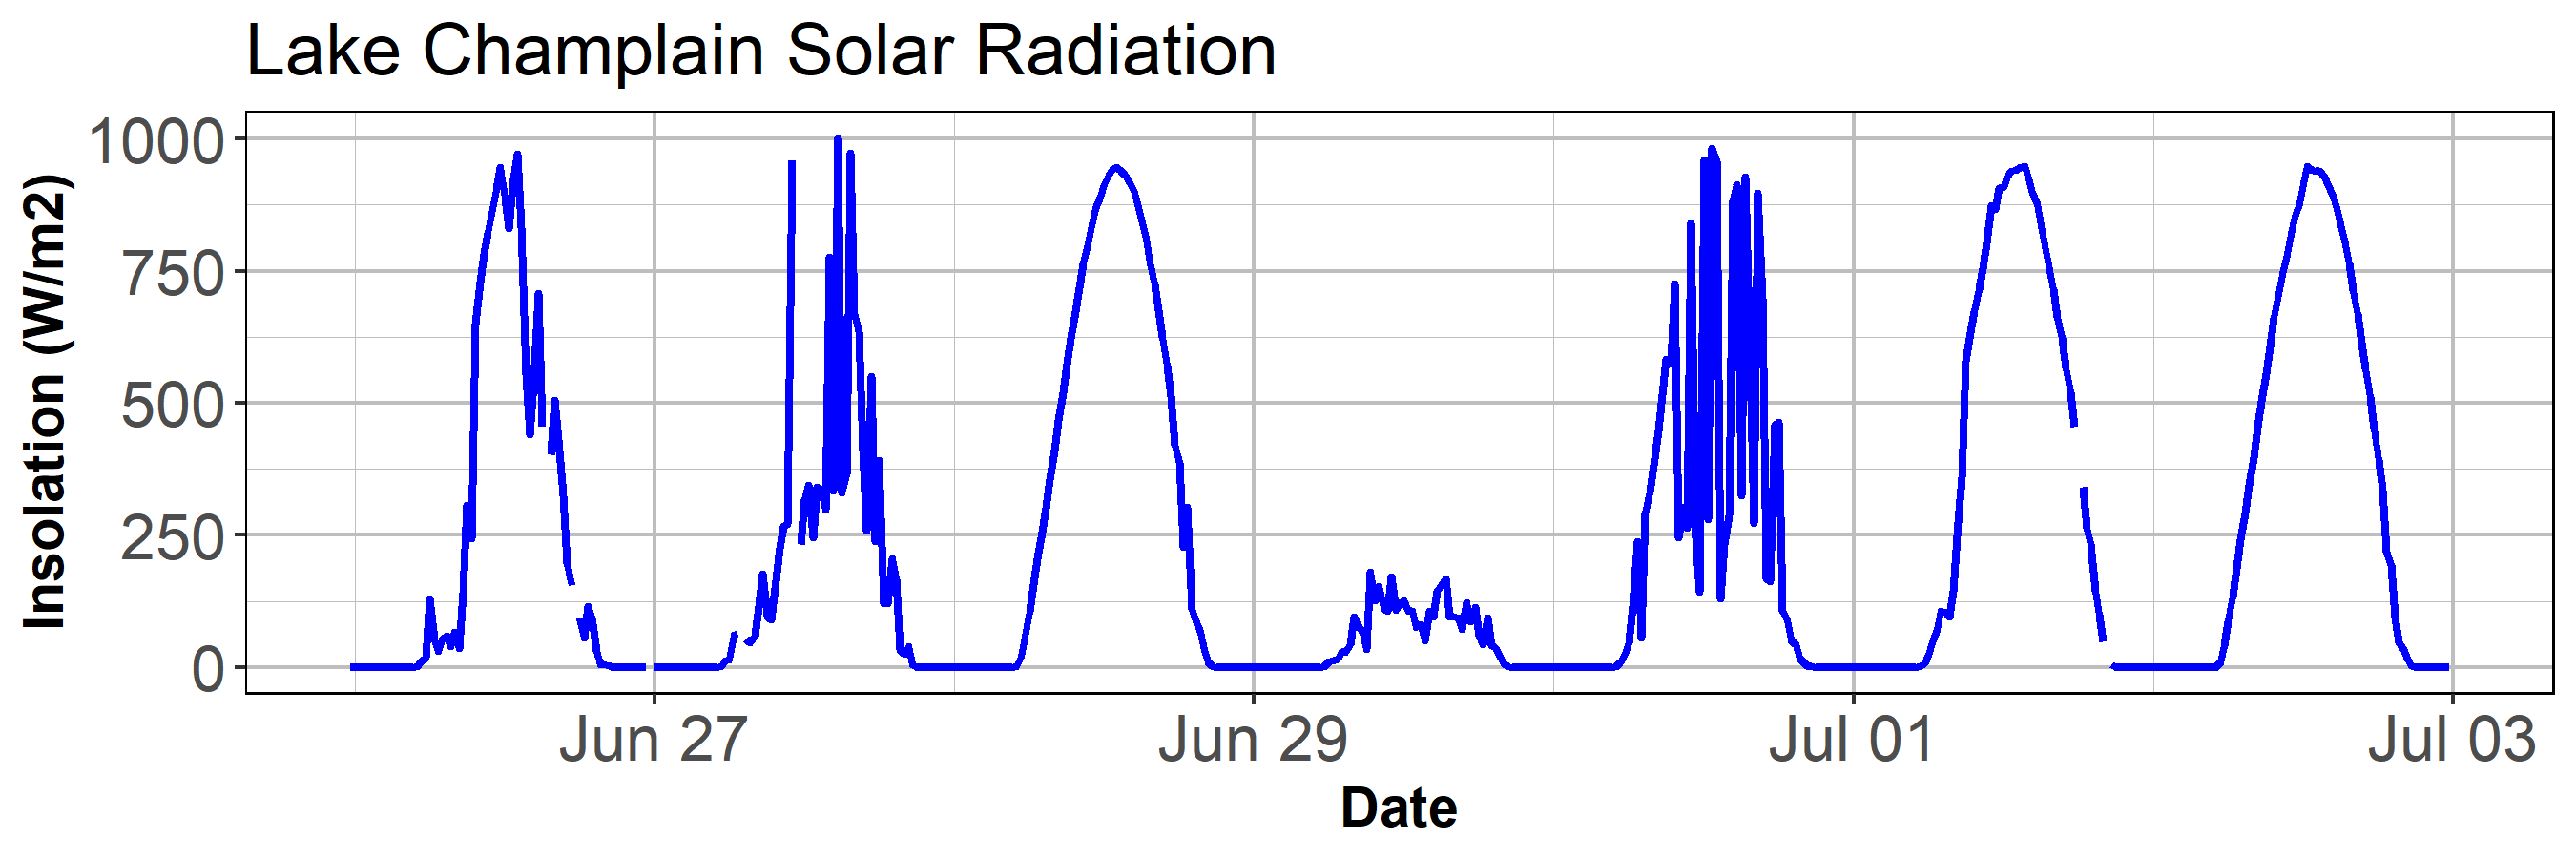 Lake Champlain Solar Radiation
1000
750
500
250
0
Insolation (W/m2)
Jun 27 Jun 29 Jul 01 Jul 03
Date